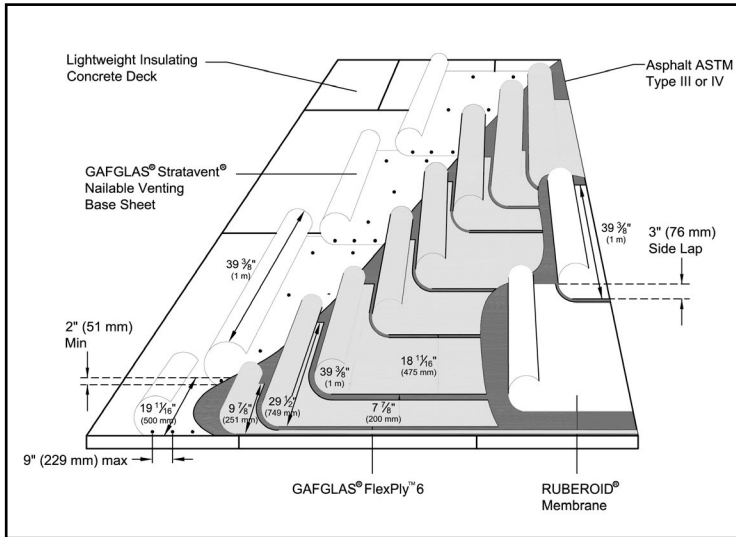 Lightweight Insulating
Concrete Deck
Asphalt ASTM
Type III or IV
GAFGLAS® Stratavent®
Nailable Venting
Base Sheet
39 ⅜"
(1 m)
3" (76 mm)
Side Lap
39 ⅜"
(1 m)
2" (51 mm)
Min
18 11⁄16"
(475 mm)
39 ⅜"
(1 m)
29 ½"
(749 mm)
19 11⁄16"
(500 mm)
9 ⅞"
(251 mm)
7 ⅞"
(200 mm)
9" (229 mm) max
GAFGLAS® FlexPly™ 6
RUBEROID®
Membrane